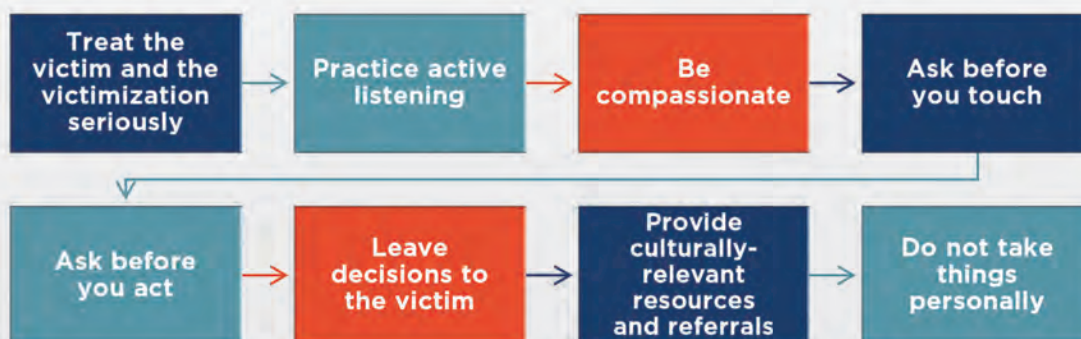 Treat the
victim and the
victimization
seriously
Practice active
listening
Be
compassionate
Ask before
you touch
Ask before
you act
Leave
decisions to
the victim
Provide
culturally-
relevant
resources
and referrals
Do not take
things
personally